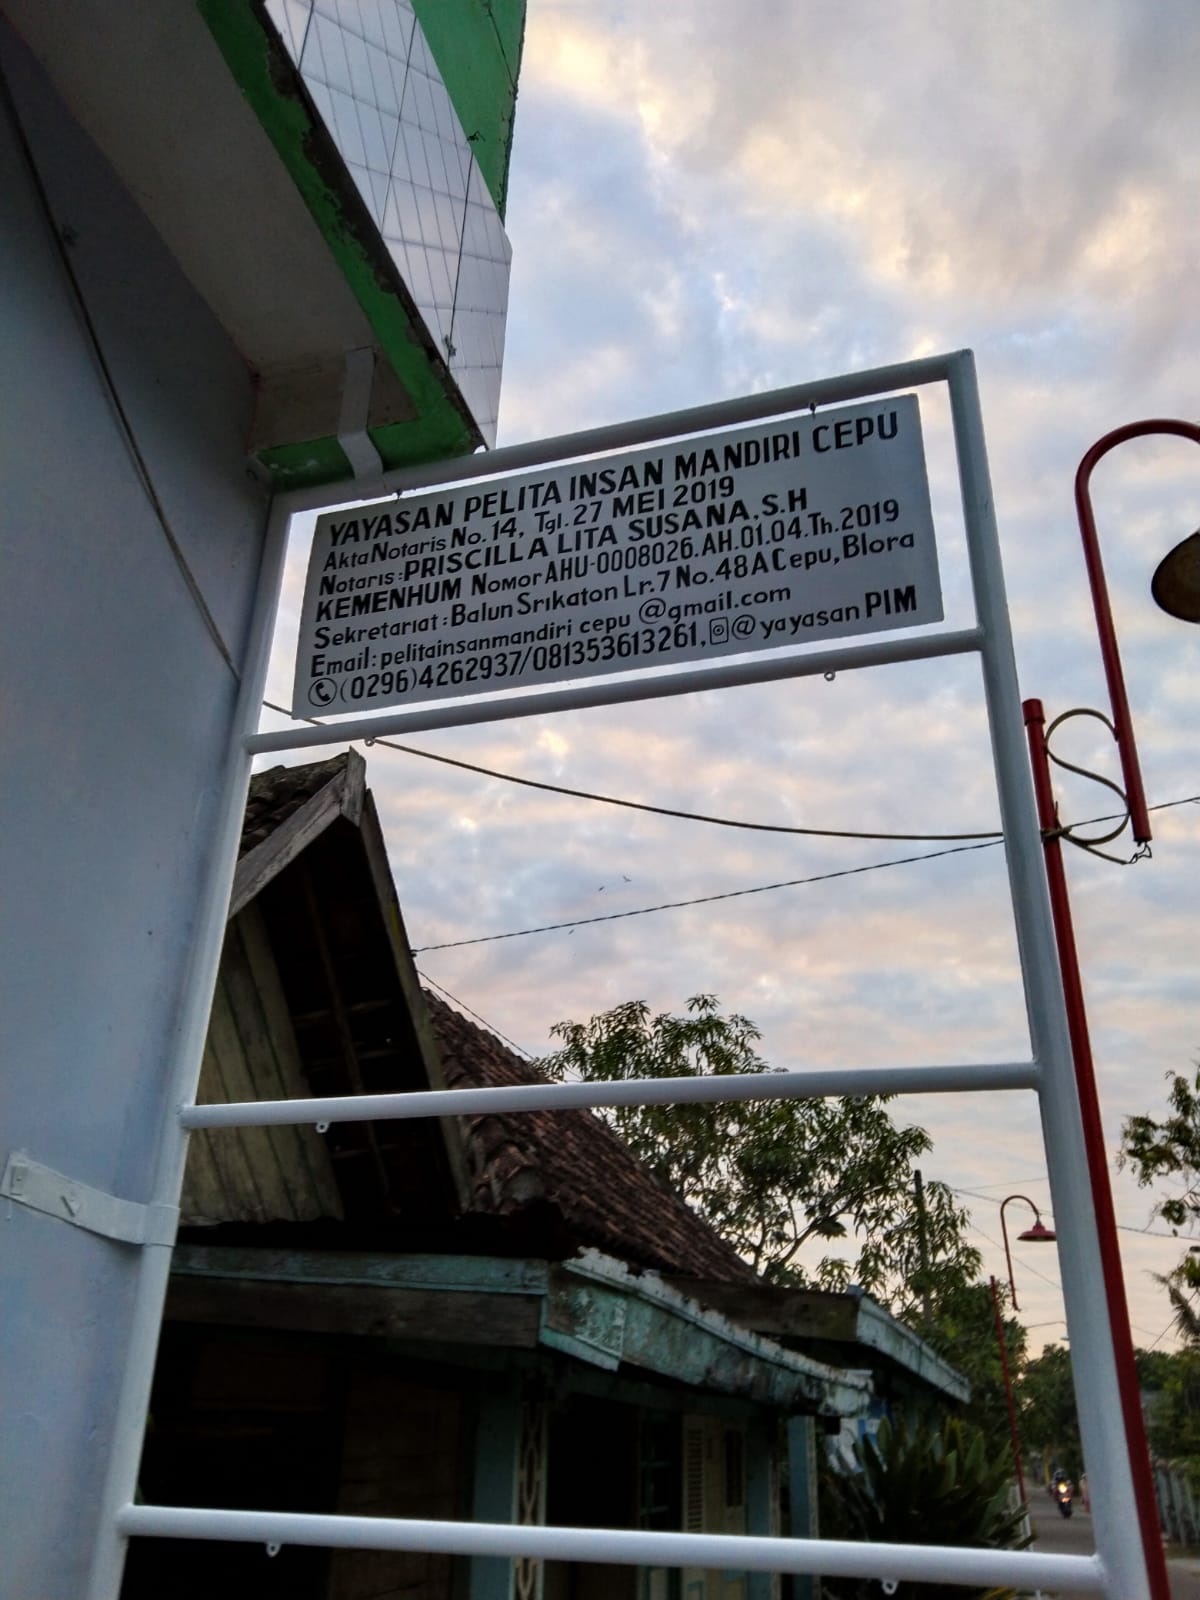 YAYASAN PELITA INSAN MANDIRI CEPU
Akta Notaris No. 14, Tgl. 27 MEI 2019
Notaris : PRISCILLA LITA SUSANA, S.H
KEMENHUM Nomor AHU-0008026.AH.01.04.Th.2019
Sekretariat : Balun Srikaton Lr. 7 No. 48A Cepu, Blora
Email : pelitainsanmandiri cepu @gmail.com
(0296)4262937/081353613261, @yayasan PIM